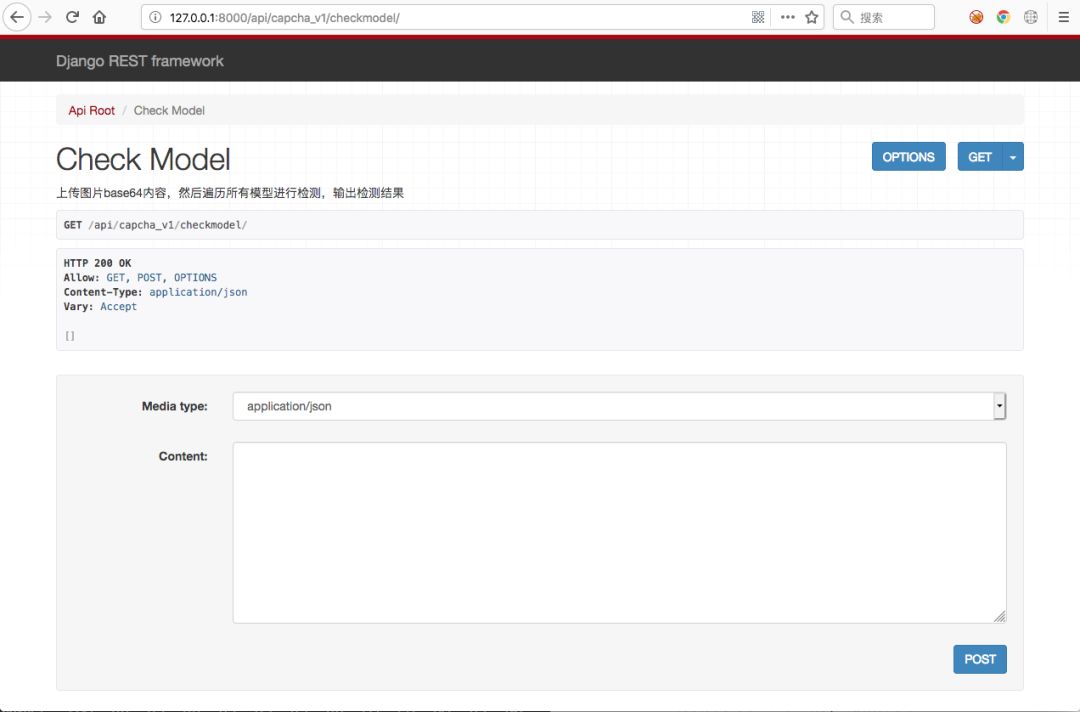 127.0.0.1:8000/api/capcha_v1/checkmodel/
搜索
Django REST framework
Api Root / Check Model
Check Model
OPTIONS
GET
上传图片base64内容，然后遍历所有模型进行检测，输出检测结果
GET /api/capcha_v1/checkmodel/
HTTP 200 OK
Allow: GET, POST, OPTIONS
Content-Type: application/json
Vary: Accept
[]
Media type: application/json
Content:
POST